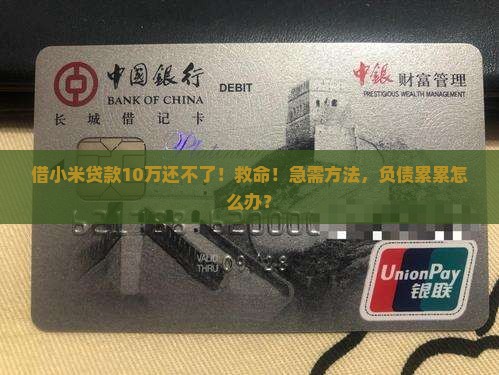 中國銀行
DEBIT
中銀 财富管理
BANK OF CHINA
PRESTIGIOUS WEALTH MANAGEMENT
长城借记卡
借小米贷款10万还不了！救命！急需方法，负债累累怎
么办？
VALID
THRU
UnionPay
银联